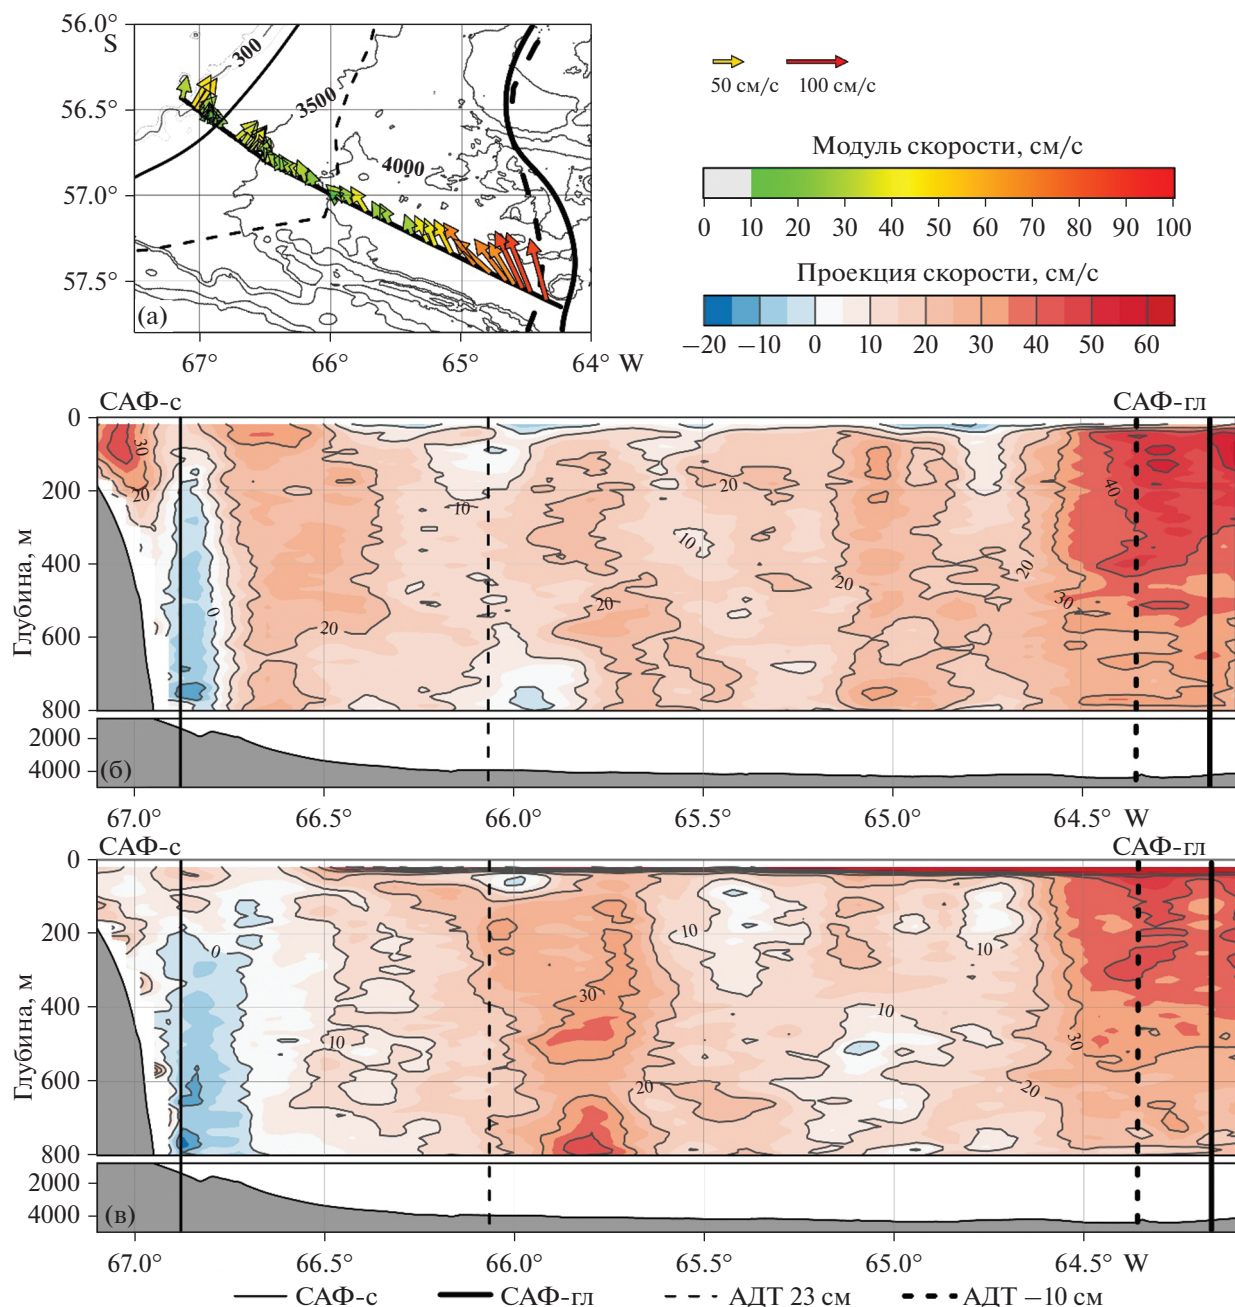 56.0°
S
56.5°
57.0°
57.5°
300
3500
4000
(а)
67°
66°
65°
64° W
50 см/с
100 см/с
Модуль скорости, см/с
0 10 20 30 40 50 60 70 80 90 100
Проекция скорости, см/с
−20 −10 0 10 20 30 40 50 60
САФ-с
САФ-гл
0
200
400
600
800
2000
4000
Глубина, м
30
20
0
20
10
10
20
20
20
20
30
40
(б)
67.0° 66.5° 66.0° 65.5° 65.0° 64.5° W
САФ-с
САФ-гл
0
200
400
600
800
2000
4000
Глубина, м
0
10
30
20
10
10
10
20
30
(в)
67.0° 66.5° 66.0° 65.5° 65.0° 64.5° W
САФ-с САФ-гл АДТ 23 см АДТ −10 см